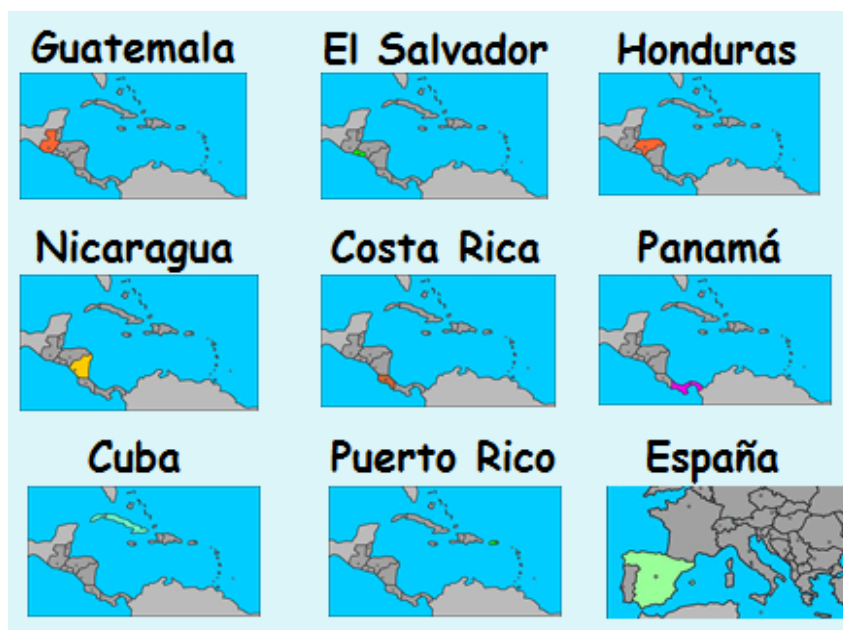 Guatemala El Salvador Honduras
Nicaragua Costa Rica Panamá
Cuba Puerto Rico España